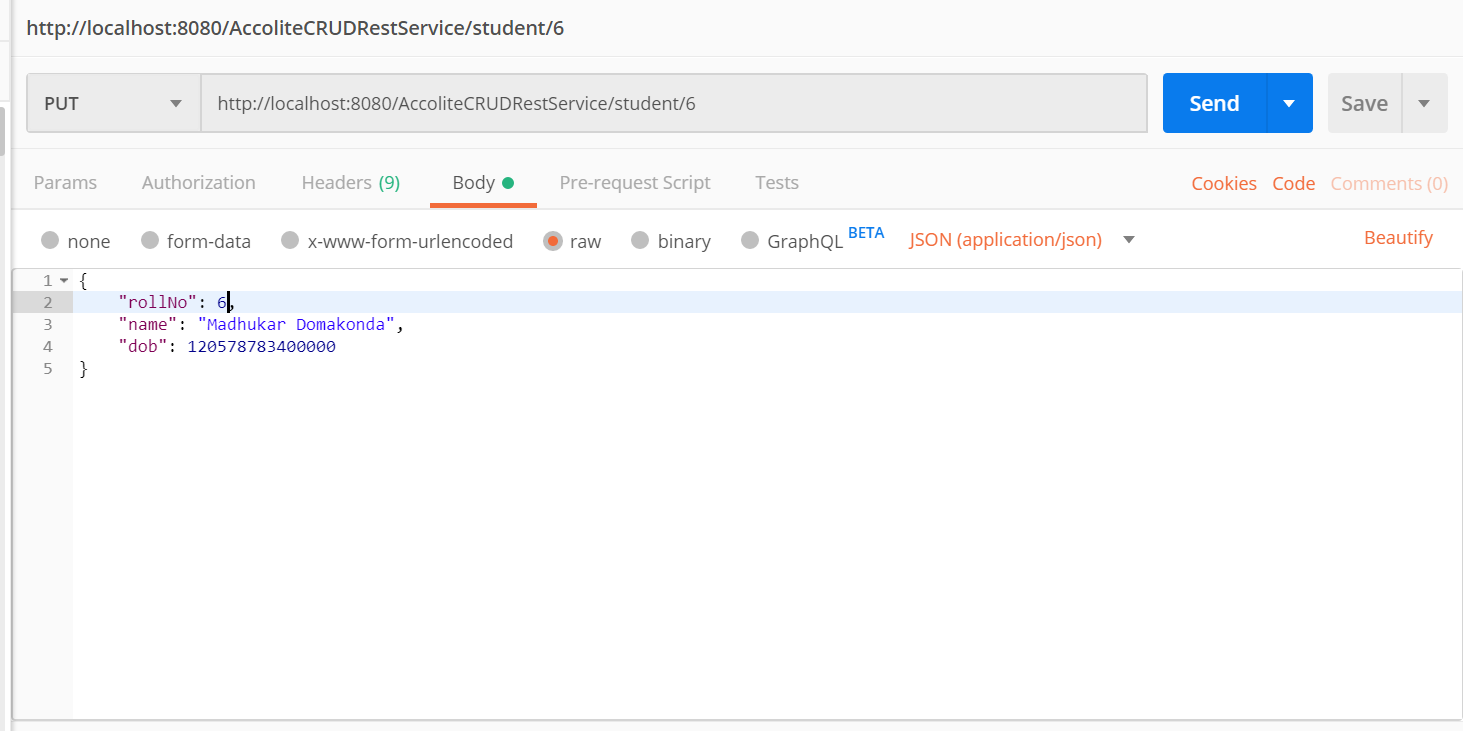 http://localhost:8080/AccoliteCRUDRestService/student/6
PUT http://localhost:8080/AccoliteCRUDRestService/student/6 Send Save
Params Authorization Headers (9) Body Pre-request Script Tests Cookies Code Comments (0)
none form-data x-www-form-urlencoded raw binary GraphQL BETA JSON (application/json) Beautify
1 {
2 "rollNo": 6,
3 "name": "Madhukar Domakonda",
4 "dob": 120578783400000
5 }